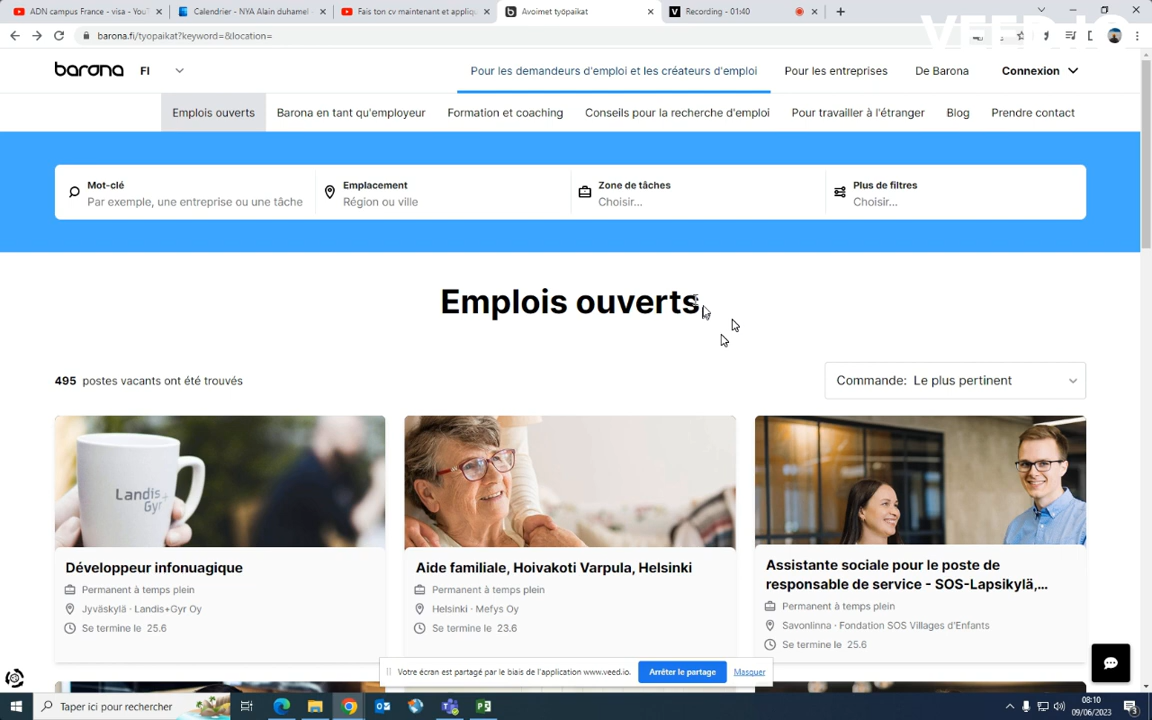 ADN campus France - visa - YouT
Calendrier - NYA Alain duhamel
Fais ton cv maintenant et appliq
Avoimet työpaikat
Recording - 01:40
barona.fi/tyopaikat?keyword=&location=
VEED.IO
barona
FI
Pour les demandeurs d'emploi et les créateurs d'emploi
Pour les entreprises
De Barona
Connexion
Emplois ouverts
Barona en tant qu'employeur
Formation et coaching
Conseils pour la recherche d'emploi
Pour travailler à l'étranger
Blog
Prendre contact
Mot-clé
Par exemple, une entreprise ou une tâche
Emplacement
Région ou ville
Zone de tâches
Choisir...
Plus de filtres
Choisir...
Emplois ouverts
495 postes vacants ont été trouvés
Commande: Le plus pertinent
Landis+
Gyr
Développeur infonuagique
Permanent à temps plein
Jyväskylä · Landis+Gyr Oy
Se termine le 25.6
Aide familiale, Hoivakoti Varpula, Helsinki
Permanent à temps plein
Helsinki · Mefys Oy
Se termine le 23.6
Assistante sociale pour le poste de
responsable de service - SOS-Lapsikylä,...
Permanent à temps plein
Savonlinna · Fondation SOS Villages d'Enfants
Se termine le 25.6
Votre écran est partagé par le biais de l'application www.veed.io.
Arrêter le partage
Masquer
Taper ici pour rechercher
08:10
09/06/2023
3